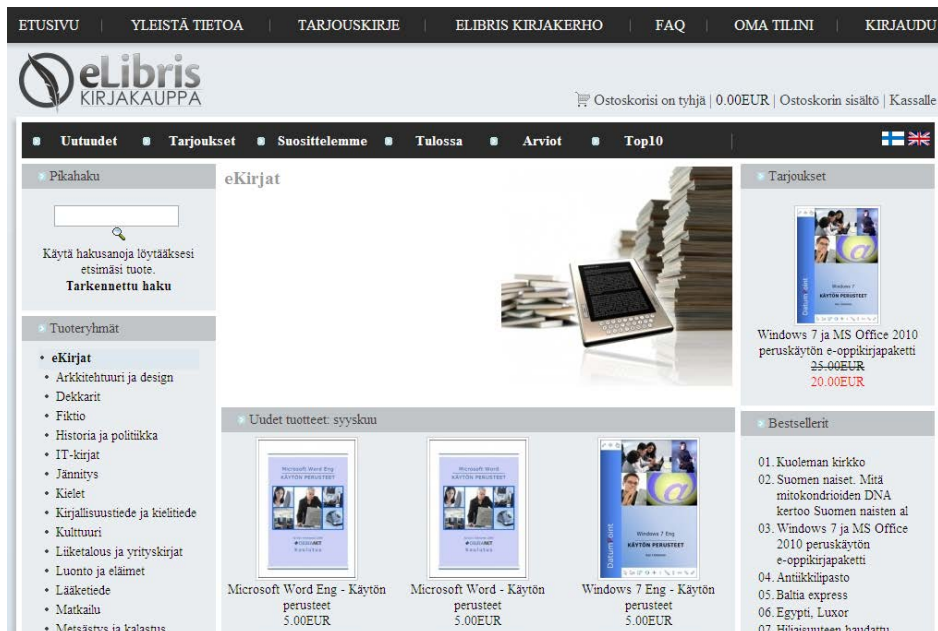 ETUSIVU | YLEISTÄ TIETOA | TARJOUSKIRJE | ELIBRIS KIRJAKERHO | FAQ | OMA TILINI | KIRJAUDU
eLibris
KIRJAKAUPPA
Ostoskorisi on tyhjä | 0.00EUR | Ostoskorin sisältö | Kassalle
Uutuudet Tarjoukset Suosittelemme Tulossa Arviot Top10 |
Pikahaku
Käytä hakusanoja löytääksesi
etsimäsi tuote.
Tarkennettu haku
Tuoteryhmät
eKirjat
Arkkitehtuuri ja design
Dekkarit
Fiktio
Historia ja politiikka
IT-kirjat
Jännitys
Kielet
Kirjallisuustiede ja kielitiede
Kulttuuri
Liiketalous ja yrityskirjat
Luonto ja eläimet
Lääketiede
Matkailu
Metsästys ja kalastus
eKirjat
Uudet tuotteet: syyskuu
Microsoft Word Eng
KÄYTÖN PERUSTEET
Koulutus
Microsoft Word Eng - Käytön
perusteet
5.00EUR
Microsoft Word
KÄYTÖN PERUSTEET
Koulutus
Microsoft Word - Käytön
perusteet
5.00EUR
Windows 7 Eng
KÄYTÖN PERUSTEET
Windows 7 Eng - Käytön
perusteet
5.00EUR
Tarjoukset
Windows 7
KÄYTÖN PERUSTEET
Windows 7 ja MS Office 2010
peruskäytön e-oppikirjapaketti
25.00EUR
20.00EUR
Bestsellerit
01. Kuoleman kirkko
02. Suomen naiset. Mitä
mitokondrioiden DNA
kertoo Suomen naisten al
03. Windows 7 ja MS Office
2010 peruskäytön
e-oppikirjapaketti
04. Antiikkilipasto
05. Baltia express
06. Egypti, Luxor
07. Hiljaisuuteen haudattu